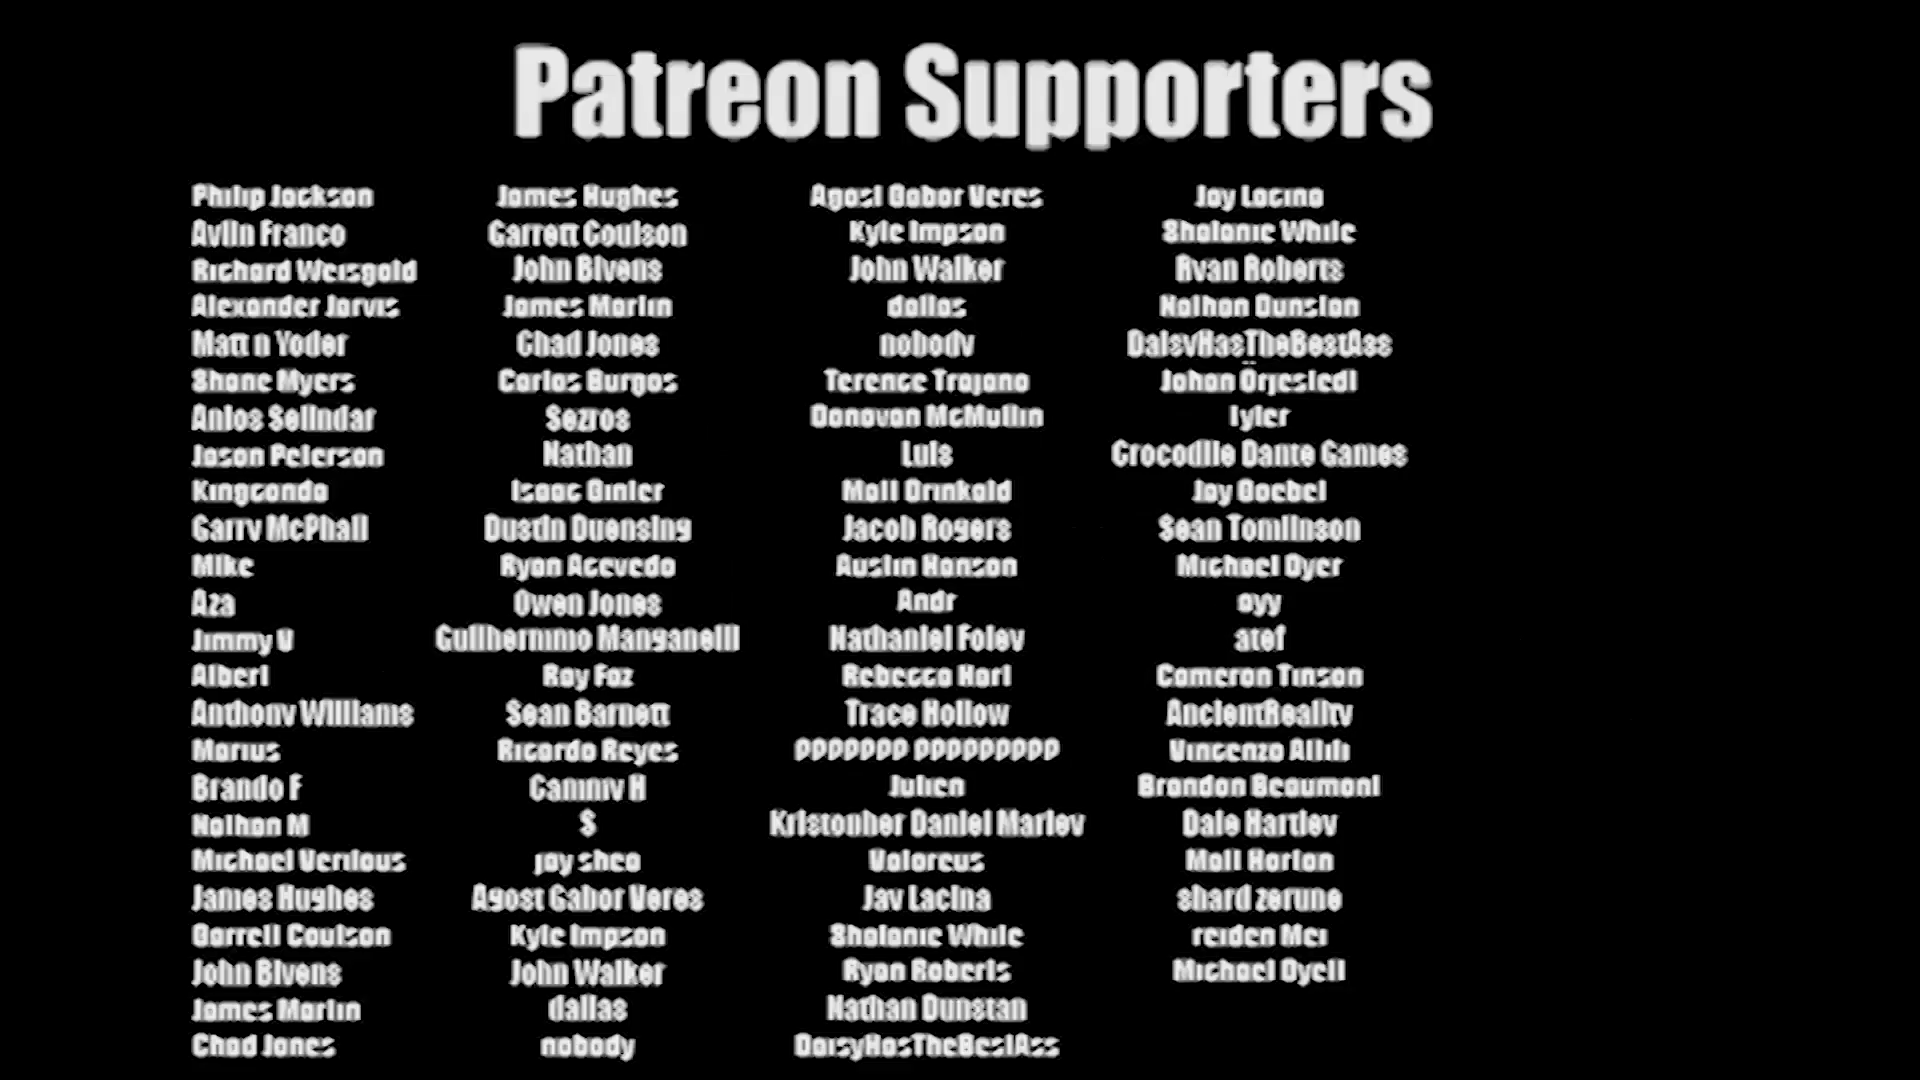 Patreon Supporters
Philip Jackson
Avlin Franco
Richard Weisgold
Alexander Jarvis
Matt n Yoder
Shane Myers
Anlos Selindar
Jason Peterson
Kingcondo
Garry McPhail
Mike
Aza
Jimmy V
Albert
Anthony Williams
Marius
Brando F
Nathan M
Michael
James Hughes
Garrett Coulson
John Bivens
James Martin
Chad Jones
James Hughes
Garrett Coulson
John Bivens
James Martin
Chad Jones
Carlos Burgos
Sezros
Nathan
Isaac Ginter
Dustin Duensing
Ryan Acevedo
Owen Jones
Guilhermino Manganelli
Ray Foz
Sean Barnett
Ricardo Reyes
Cammy H
$
jay shea
Agost Gabor Veres
Kyle Impson
John Walker
dallas
nobody
Agost Gabor Veres
Kyle Impson
John Walker
dallas
nobody
Terence Trajano
Donovan McMullin
Luis
Matt Drinkald
Jacob Rogers
Austin Hanson
Andr
Nathaniel Foley
Rebecca Hart
Trace Hollow
Julien
Kristopher Daniel Marley
Valoreus
Jay Lacina
Shalanie White
Ryan Roberts
Nathan Dunstan
DaisyHasTheBestAss
Jay Lacina
Shalanie White
Ryan Roberts
Nathan Dunstan
DaisyHasTheBestAss
Johan Örjestedt
Tyler
Crocodile Dante Games
Jay Goebel
Sean Tomlinson
Michael Dyer
ayy
atef
Cameron Tinson
AncientReality
Vincenzo
Brandon Beaumont
Dale Hartley
Matt Horton
shard zerune
reiden Mei
Michael Dyell